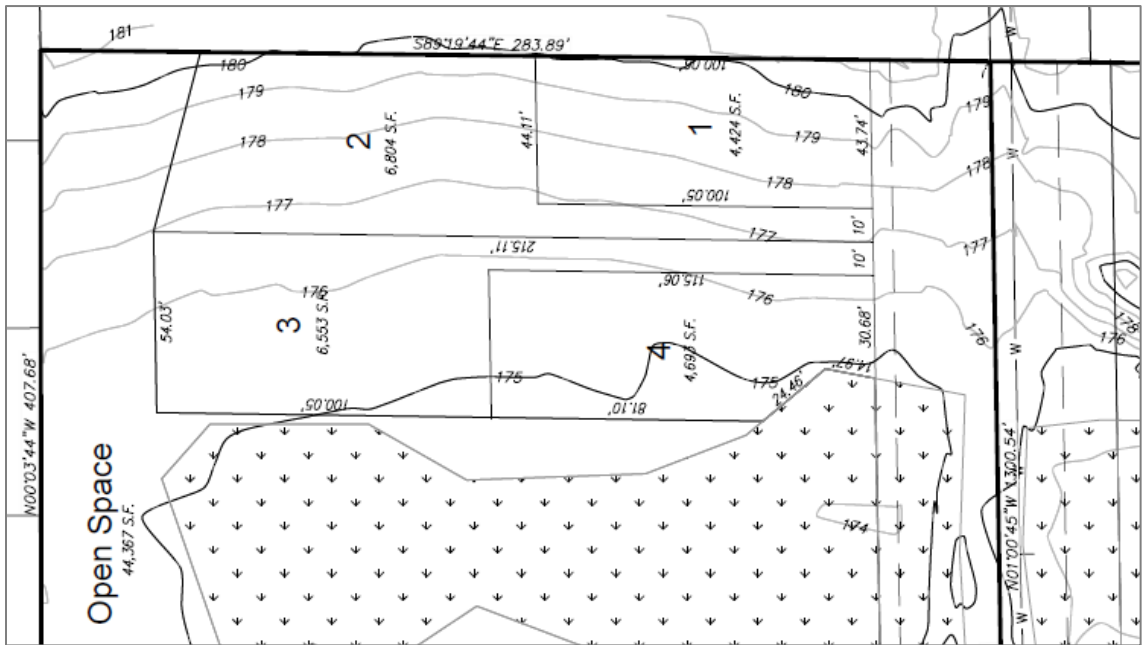 181
S89°19'44"E 283.89'
180
100.06'
179
180
179
178
2
6,804 S.F.
44.11'
1
4,424 S.F.
43.74'
179
178
178
177
100.05'
177
10'
177
215.11'
10'
115.06'
176
176
176
176
178
54.03'
3
6,553 S.F.
4
4,693 S.F.
30.68'
14.97'
175
175
24.46'
100.05'
81.10'
N00°03'44"W 407.68'
Open Space
44,367 S.F.
174
N01°00'45"W 1300.54'
W
W
W
W
W
W